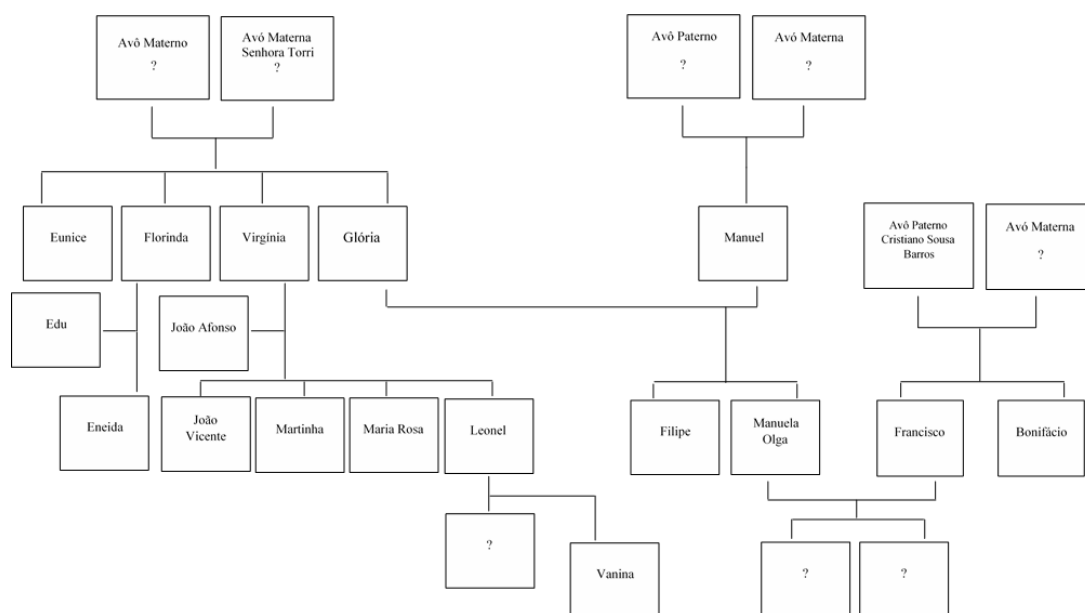 Avô Materno
?
Avó Materna
Senhora Torri
?
Avô Paterno
?
Avó Materna
?
Eunice
Florinda
Virgínia
Glória
Manuel
Avô Paterno
Cristiano Sousa
Barros
Avó Materna
?
Edu
João Afonso
Eneida
João
Vicente
Martinha
Maria Rosa
Leonel
Filipe
Manuela
Olga
Francisco
Bonifácio
?
Vanina
?
?